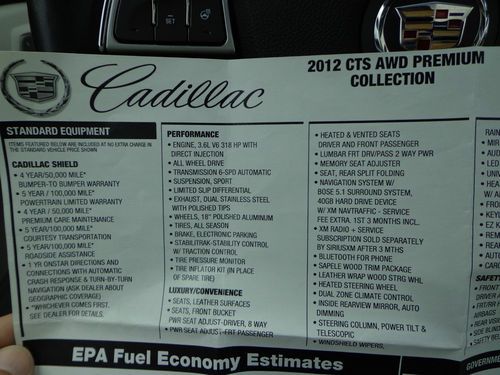 SET
Cadillac
2012 CTS AWD PREMIUM
COLLECTION
STANDARD EQUIPMENT
ITEMS FEATURED BELOW ARE INCLUDED AT NO EXTRA CHARGE IN
THE STANDARD VEHICLE PRICE SHOWN
CADILLAC SHIELD
• 4 YEAR/50,000 MILE*
BUMPER-TO BUMPER WARRANTY
• 5 YEAR / 100,000 MILE*
POWERTRAIN LIMITED WARRANTY
• 4 YEAR / 50,000 MILE*
PREMIUM CARE MAINTENANCE
• 5 YEAR/100,000 MILE*
COURTESY TRANSPORTATION
• 5 YEAR/100,000 MILE*
ROADSIDE ASSISTANCE
• 1 YR ONSTAR DIRECTIONS AND
CONNECTIONS WITH AUTOMATIC
CRASH RESPONSE & TURN-BY-TURN
NAVIGATION (ASK DEALER ABOUT
GEOGRAPHIC COVERAGE)
*WHICHEVER COMES FIRST,
SEE DEALER FOR DETAILS.
PERFORMANCE
• ENGINE, 3.6L V6 318 HP WITH
DIRECT INJECTION
• ALL WHEEL DRIVE
• TRANSMISSION 6-SPD AUTOMATIC
• SUSPENSION, SPORT
• LIMITED SLIP DIFFERENTIAL
• EXHAUST, DUAL STAINLESS STEEL
WITH POLISHED TIPS
• WHEELS, 18" POLISHED ALUMINUM
• TIRES, ALL SEASON
• BRAKE, ELECTRONIC PARKING
• STABILITRAK-STABILITY CONTROL
W/ TRACTION CONTROL
• TIRE PRESSURE MONITOR
• TIRE INFLATOR KIT (IN PLACE
OF SPARE TIRE)
LUXURY/CONVENIENCE
• SEATS, LEATHER SURFACES
• SEATS, FRONT BUCKET
PWR SEAT ADJUST-DRIVER, 8 WAY
• PWR SEAT ADJUST-FRT PASSENGER
• HEATED & VENTED SEATS
DRIVER AND FRONT PASSENGER
• LUMBAR FRT DRV/PASS 2 WAY PWR
• MEMORY SEAT ADJUSTER
• SEAT, REAR SPLIT FOLDING
• NAVIGATION SYSTEM W/
BOSE 5.1 SURROUND SYSTEM,
40GB HARD DRIVE DEVICE
W/ XM NAVTRAFFIC - SERVICE
FEE EXTRA. 1ST 3 MONTHS INCL.
• XM RADIO + SERVICE
SUBSCRIPTION SOLD SEPARATELY
BY SIRIUSXM AFTER 3 MTHS
• BLUETOOTH FOR PHONE
• SAPELE WOOD TRIM PACKAGE
• LEATHER WRAP WOOD STRG WHL
• HEATED STEERING WHEEL
• DUAL ZONE CLIMATE CONTROL
• INSIDE REARVIEW MIRROR, AUTO
DIMMING
• STEERING COLUMN, POWER TILT &
TELESCOPIC
• WINDSHIELD WIPERS,
EPA Fuel Economy Estimates